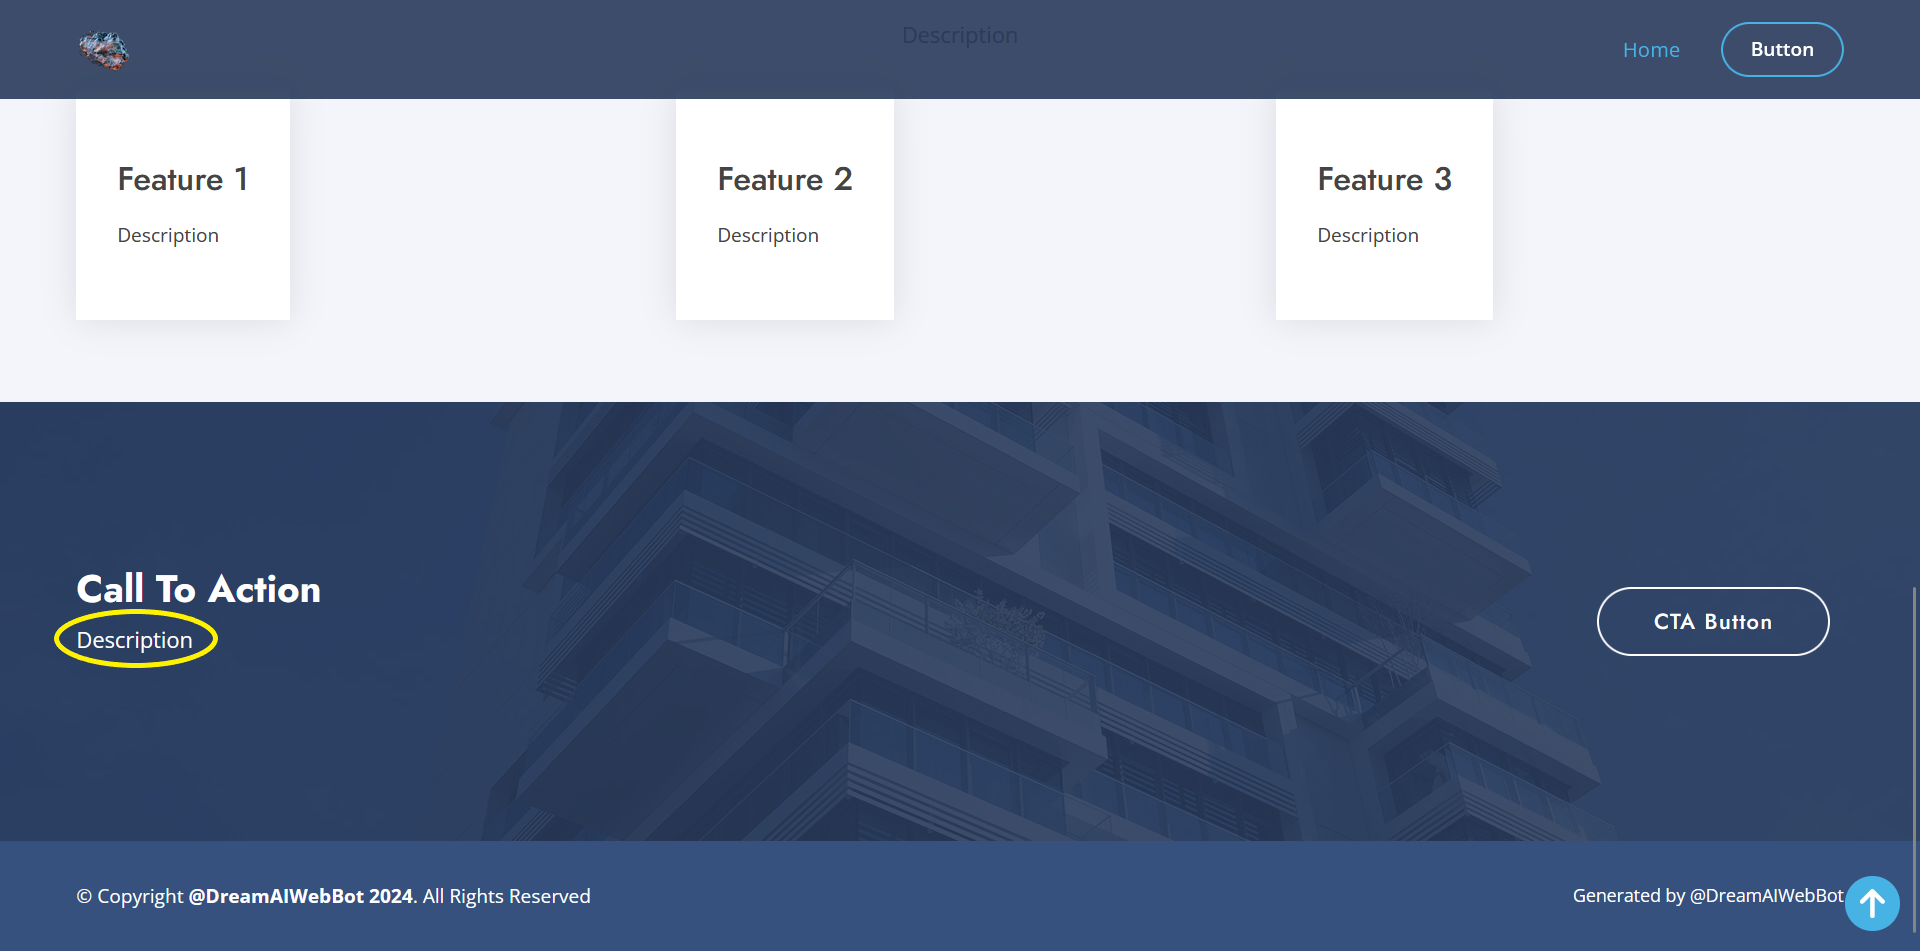 Description
Home
Button
Feature 1
Description
Feature 2
Description
Feature 3
Description
Call To Action
Description
CTA Button
© Copyright @DreamAIWebBot 2024. All Rights Reserved
Generated by @DreamAIWebBot